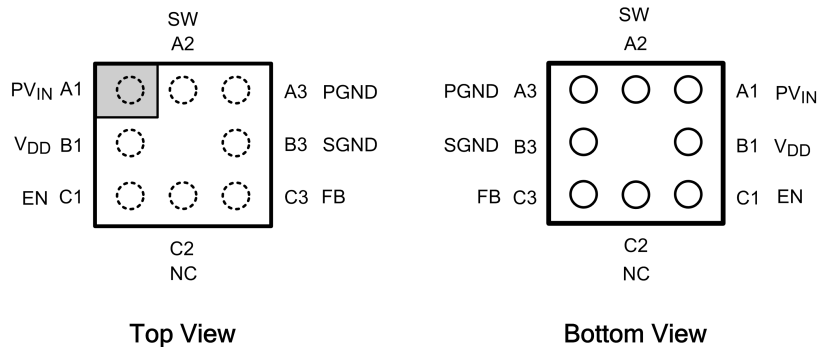 SW
A2
PVIN A1
A3 PGND
VDD B1
B3 SGND
EN C1
C3 FB
C2
NC
Top View
SW
A2
PGND A3
A1 PVIN
SGND B3
B1 VDD
FB C3
C1 EN
C2
NC
Bottom View